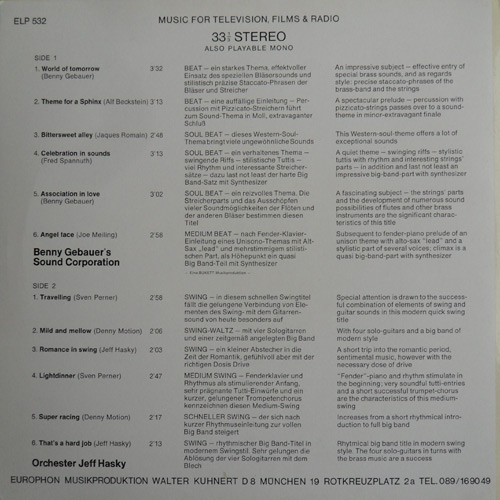 ELP 532
MUSIC FOR TELEVISION, FILMS & RADIO
33⅓ STEREO
ALSO PLAYABLE MONO
SIDE 1
1. World of tomorrow (Benny Gebauer) 3'32
BEAT — ein starkes Thema, effektvoller
Einsatz des speziellen Bläsersounds und
stilistisch präzise Staccato-Phrasen der
Bläser und Streicher
An impressive subject — effective entry of
special brass sounds, and as regards
style: precise staccato-phrases of the
brass-band and the strings
2. Theme for a Sphinx (Alf Beckstein) 3'13
BEAT — eine auffällige Einleitung — Per-
cussion mit Pizzicato-Streichern führt
zum Sound-Thema in Moll, extravaganter
Schluß
A spectacular prelude — percussion with
pizzicato-strings passes over to a sound-
theme in minor-extravagant finale
3. Bittersweet alley (Jaques Romain) 2'48
SOUL BEAT — dieses Western-Soul-
Thema bringt viele ungewöhnliche Sounds
This Western-soul-theme offers a lot of
exceptional sounds
4. Celebration in sounds (Fred Spannuth) 3'13
SOUL BEAT — ein verhaltenes Thema —
swingende Riffs — stilistische Tuttis —
viel Rhythm und interessante Streicher-
sätze — dazu last not least der harte Big
Band-Satz mit Synthesizer
A quiet theme — swinging riffs — stylistic
tuttis with rhythm and interesting strings'
parts — in addition and last not least an
impressive big-band-part with synthesizer
5. Association in love (Benny Gebauer) 3'02
SOUL BEAT — ein reizvolles Thema. Die
Streicherparts und das Ausschöpfen
vieler Soundmöglichkeiten der Flöten und
der anderen Bläser bestimmen diesen
Titel
A fascinating subject — the strings' parts
and the development of numerous sound
possibilities of flutes and other brass
instruments are the significant charac-
teristics of this title
6. Angel face (Joe Meiling) 2'58
MEDIUM BEAT — nach Fender-Klavier-
Einleitung eines Unisono-Themas mit Alt-
Sax „lead" und mehrstimmigem stilisti-
schen Part, als Höhepunkt ein quasi
Big Band-Teil mit Synthesizer
Subsequent to fender-piano prelude of an
unison theme with alto-sax "lead" and a
stylistic part of several voices; climax is a
quasi big-band-part with synthesizer
Benny Gebauer's
Sound Corporation
SIDE 2
1. Travelling (Sven Perner) 2'58
SWING — in diesem schnellen Swingtitel
fällt die gelungene Verbindung von Ele-
menten des Swing- mit dem Gitarren-
sound von heute besonders auf
Special attention is drawn to the success-
ful combination of elements of swing and
guitar sounds in this modern quick swing
title
2. Mild and mellow (Denny Motion) 2'06
SWING-WALTZ — mit vier Sologitarren
und einer zeitgemäß angelegten Big Band
With four solo-guitars and a big band of
modern style
3. Romance in swing (Jeff Hasky) 2'03
SWING — ein kleiner Abstecher in die
Zeit der Romantik, gefühlvoll aber mit der
richtigen Dosis Drive
A short trip into the romantic period,
sentimental music, however with the
necessary dose of drive
4. Lightdinner (Sven Perner) 2'47
MEDIUM SWING — Fenderklavier und
Rhythmus als stimulierender Anfang,
sehr prägnante Tutti-Einwürfe und ein
kurzer, gelungener Trompetenchorus
kennzeichnen diesen Medium-Swing
"Fender"-piano and rhythm stimulate in
the beginning; very soundful tutti-entries
and a short successful trumpet-chorus
are the characteristics of this medium-
swing
5. Super racing (Denny Motion) 2'17
SCHNELLER SWING — der sich nach
kurzer Rhythmuseinleitung zur vollen
Big Band steigert
Increases from a short rhythmical intro-
duction to full big band
6. That's a hard job (Jeff Hasky) 2'13
SWING — rhythmischer Big Band-Titel in
modernem Swingstil. Sehr gelungen die
Ablösung der vier Sologitarren mit dem
Blech
Rhythmical big band title in modern swing
style. The four solo-guitars in turns with
the brass music are a success
Orchester Jeff Hasky
EUROPHON MUSIKPRODUKTION WALTER KUHNERT D 8 MÜNCHEN 19 ROTKREUZPLATZ 2a TEL. 089/169049